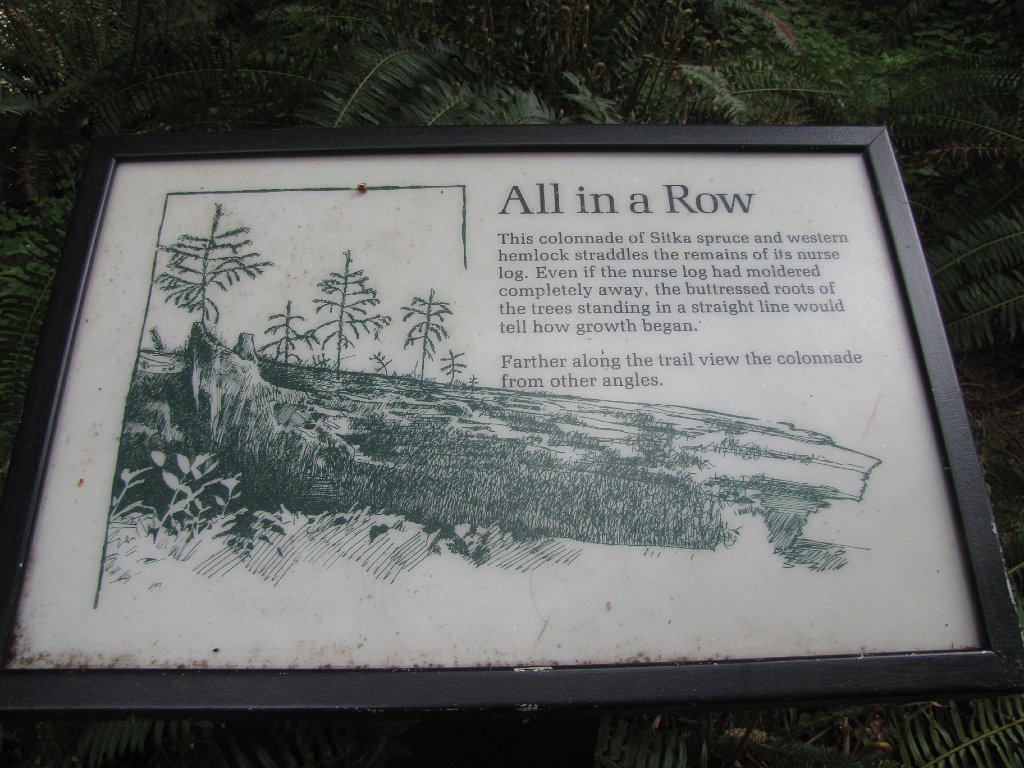 All in a Row
This colonnade of Sitka spruce and western
hemlock straddles the remains of its nurse
log. Even if the nurse log had moldered
completely away, the buttressed roots of
the trees standing in a straight line would
tell how growth began.
Farther along the trail view the colonnade
from other angles.